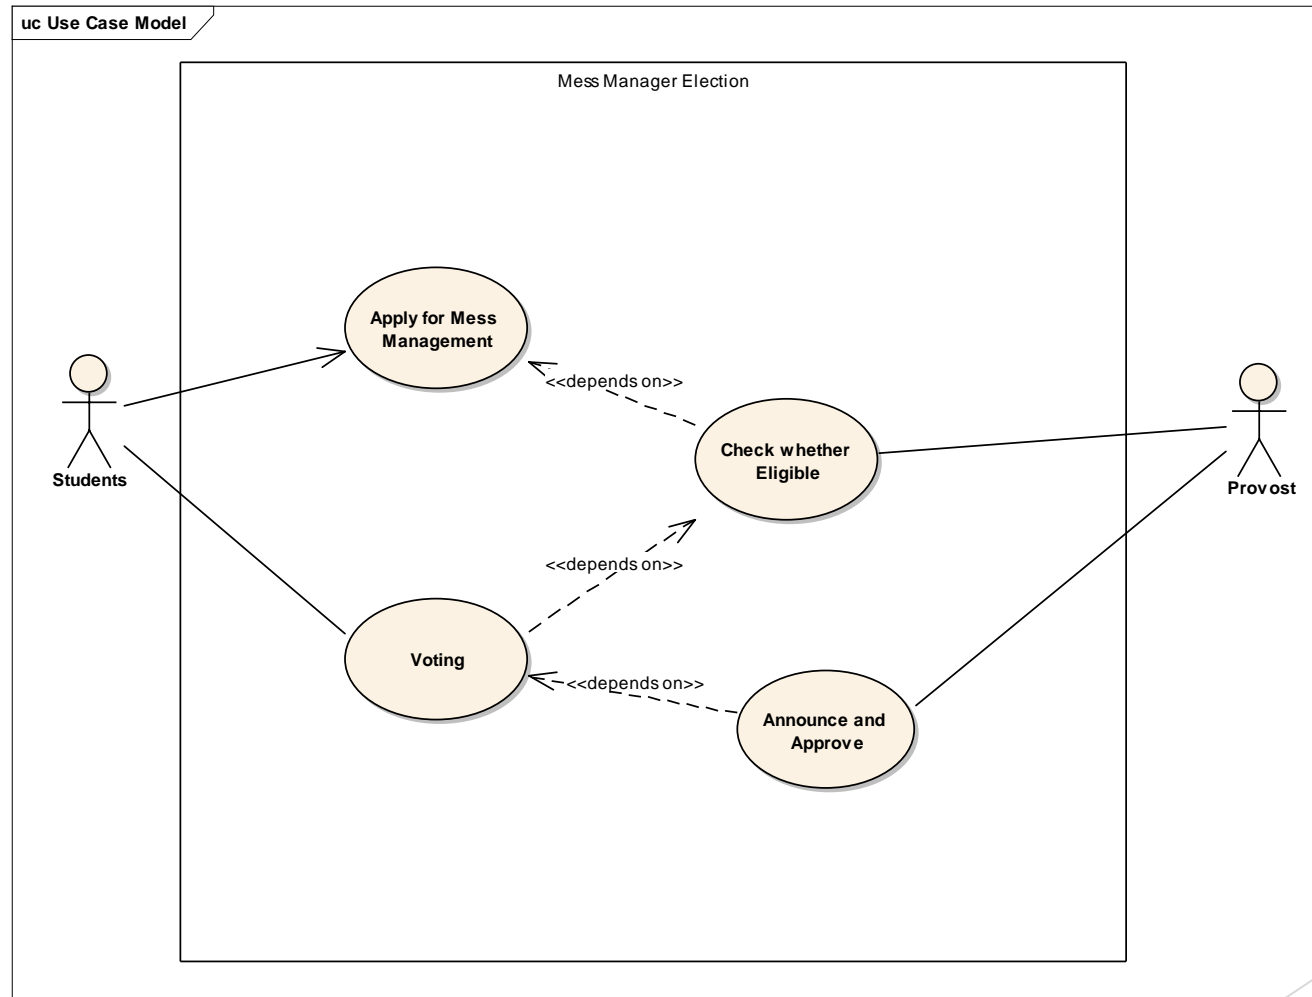 uc Use Case Model
Mess Manager Election
Apply for Mess
Management
<<depends on>>
Check whether
Eligible
Students
Provost
<<depends on>>
Voting
<<depends on>>
Announce and
Approve